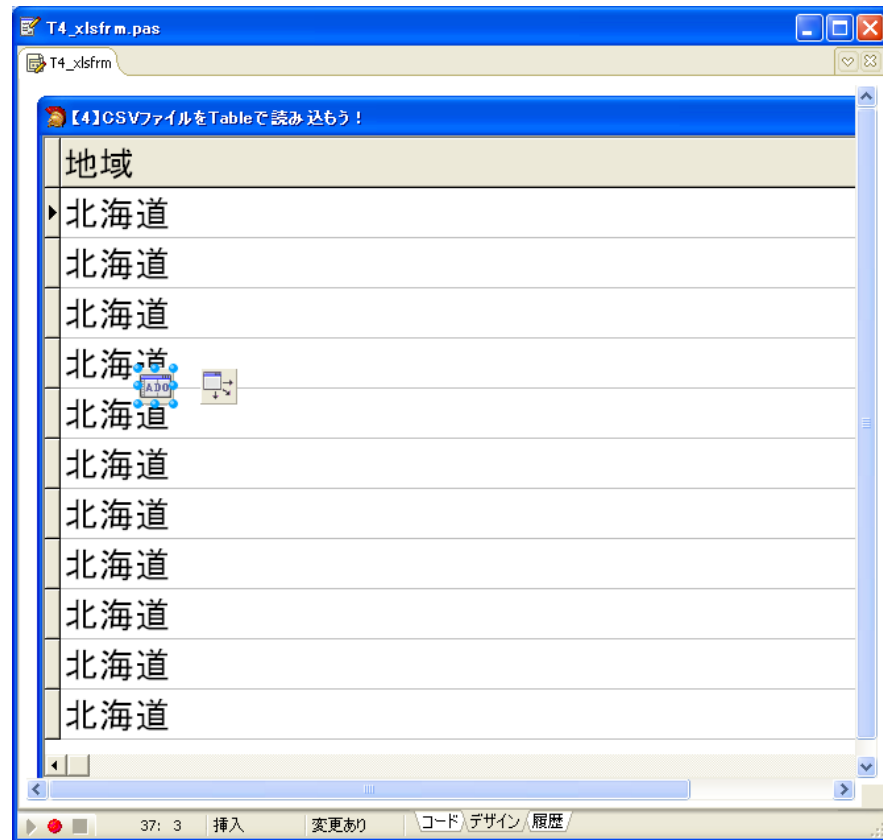 T4_xlsfrm.pas
T4_xlsfrm
【4】CSVファイルをTableで読み込もう！
地域
北海道
北海道
北海道
北海道
ADO
北海道
北海道
北海道
北海道
北海道
北海道
北海道
37: 3 挿入 変更あり コード デザイン 履歴